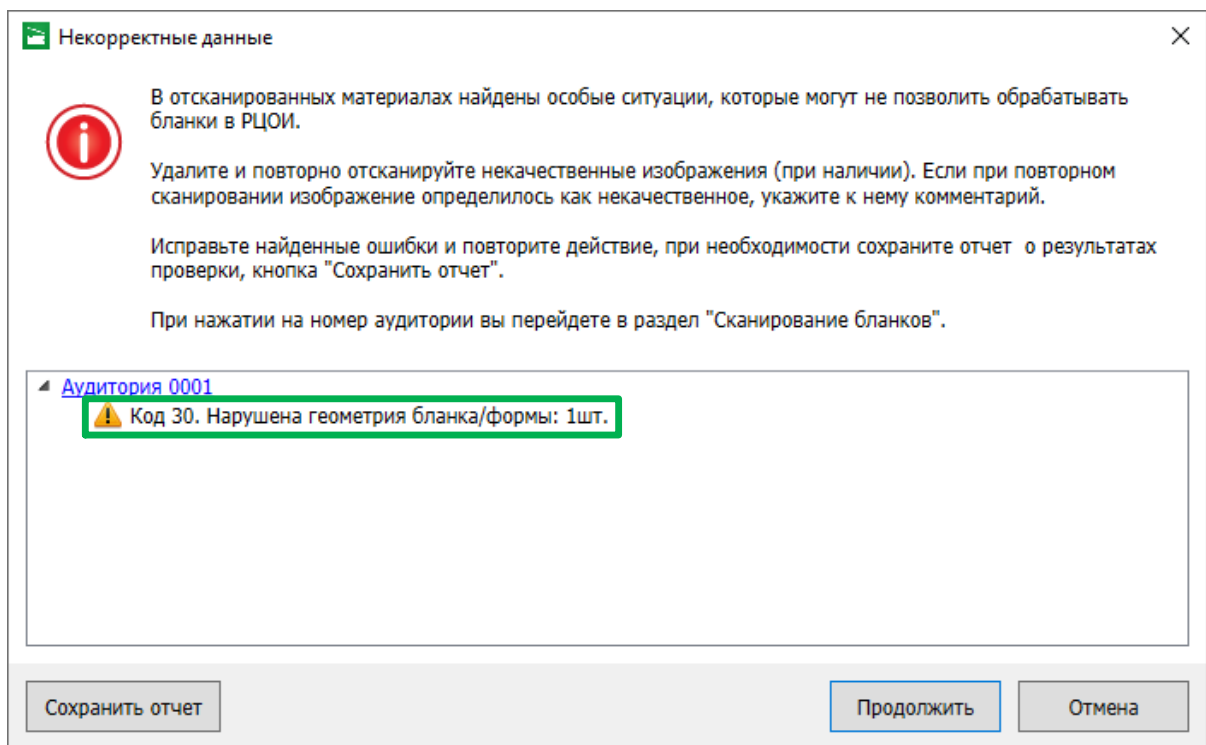 Некорректные данные
В отсканированных материалах найдены особые ситуации, которые могут не позволить обрабатывать
бланки в РЦОИ.
Удалите и повторно отсканируйте некачественные изображения (при наличии). Если при повторном
сканировании изображение определилось как некачественное, укажите к нему комментарий.
Исправьте найденные ошибки и повторите действие, при необходимости сохраните отчет  о результатах
проверки, кнопка "Сохранить отчет".
При нажатии на номер аудитории вы перейдете в раздел "Сканирование бланков".
Аудитория 0001
Код 30. Нарушена геометрия бланка/формы: 1шт.
Сохранить отчет
Продолжить
Отмена